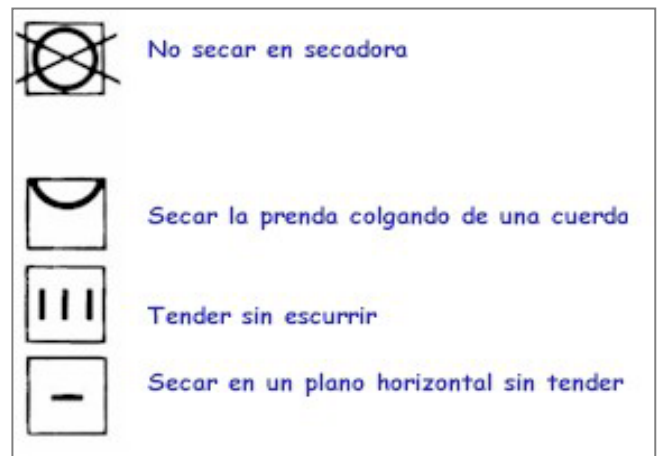 No secar en secadora
Secar la prenda colgando de una cuerda
Tender sin escurrir
Secar en un plano horizontal sin tender